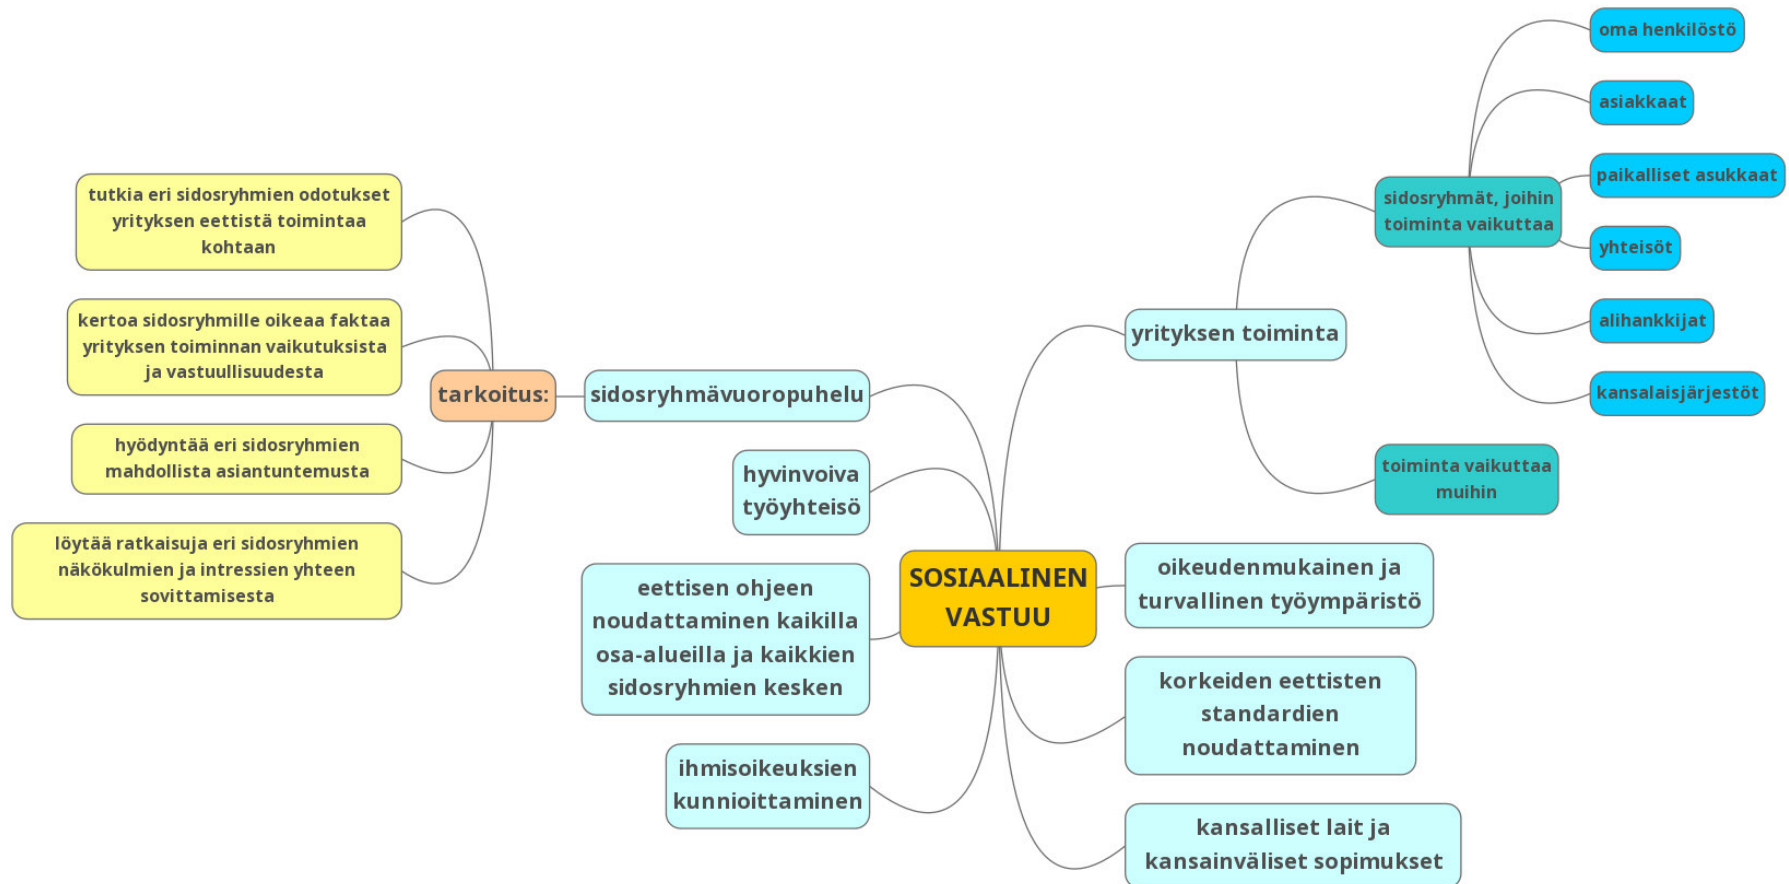 SOSIAALINEN
VASTUU
yrityksen toiminta
sidosryhmät, joihin
toiminta vaikuttaa
oma henkilöstö
asiakkaat
paikalliset asukkaat
yhteisöt
alihankkijat
kansalaisjärjestöt
toiminta vaikuttaa
muihin
oikeudenmukainen ja
turvallinen työympäristö
korkeiden eettisten
standardien
noudattaminen
kansalliset lait ja
kansainväliset sopimukset
sidosryhmävuoropuhelu
tarkoitus:
tutkia eri sidosryhmien odotukset
yrityksen eettistä toimintaa
kohtaan
kertoa sidosryhmille oikeaa faktaa
yrityksen toiminnan vaikutuksista
ja vastuullisuudesta
hyödyntää eri sidosryhmien
mahdollista asiantuntemusta
löytää ratkaisuja eri sidosryhmien
näkökulmien ja intressien yhteen
sovittamisesta
hyvinvoiva
työyhteisö
eettisen ohjeen
noudattaminen kaikilla
osa-alueilla ja kaikkien
sidosryhmien kesken
ihmisoikeuksien
kunnioittaminen